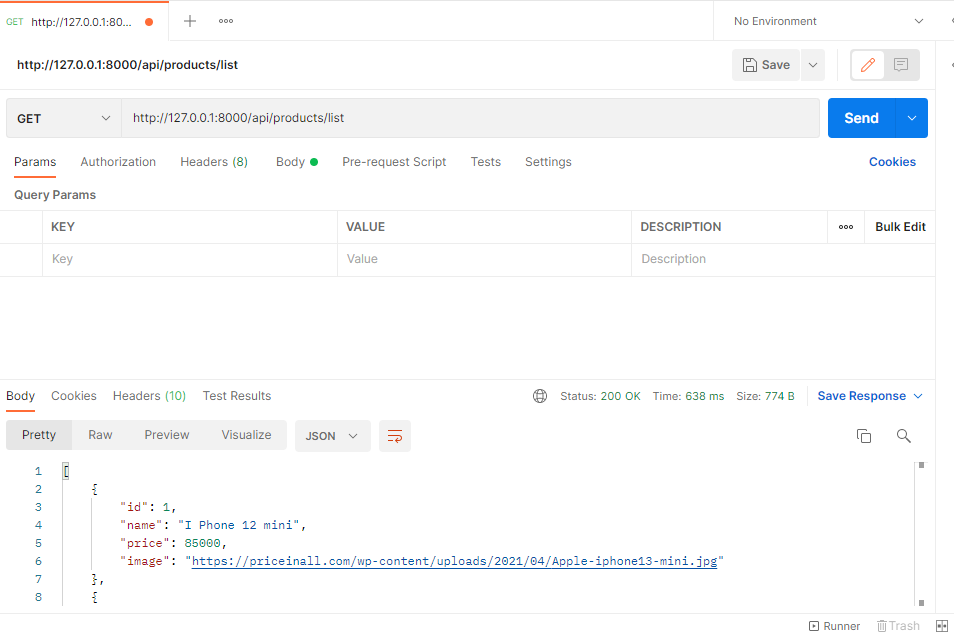 GET http://127.0.0.1:80... No Environment
http://127.0.0.1:8000/api/products/list Save
GET http://127.0.0.1:8000/api/products/list Send
Params Authorization Headers (8) Body Pre-request Script Tests Settings Cookies
Query Params
KEY VALUE DESCRIPTION Bulk Edit
Key Value Description
Body Cookies Headers (10) Test Results Status: 200 OK Time: 638 ms Size: 774 B Save Response
Pretty Raw Preview Visualize JSON
1 [
2 {
3 "id": 1,
4 "name": "I Phone 12 mini",
5 "price": 85000,
6 "image": "https://priceinall.com/wp-content/uploads/2021/04/Apple-iphone13-mini.jpg"
7 },
8 {
Runner Trash